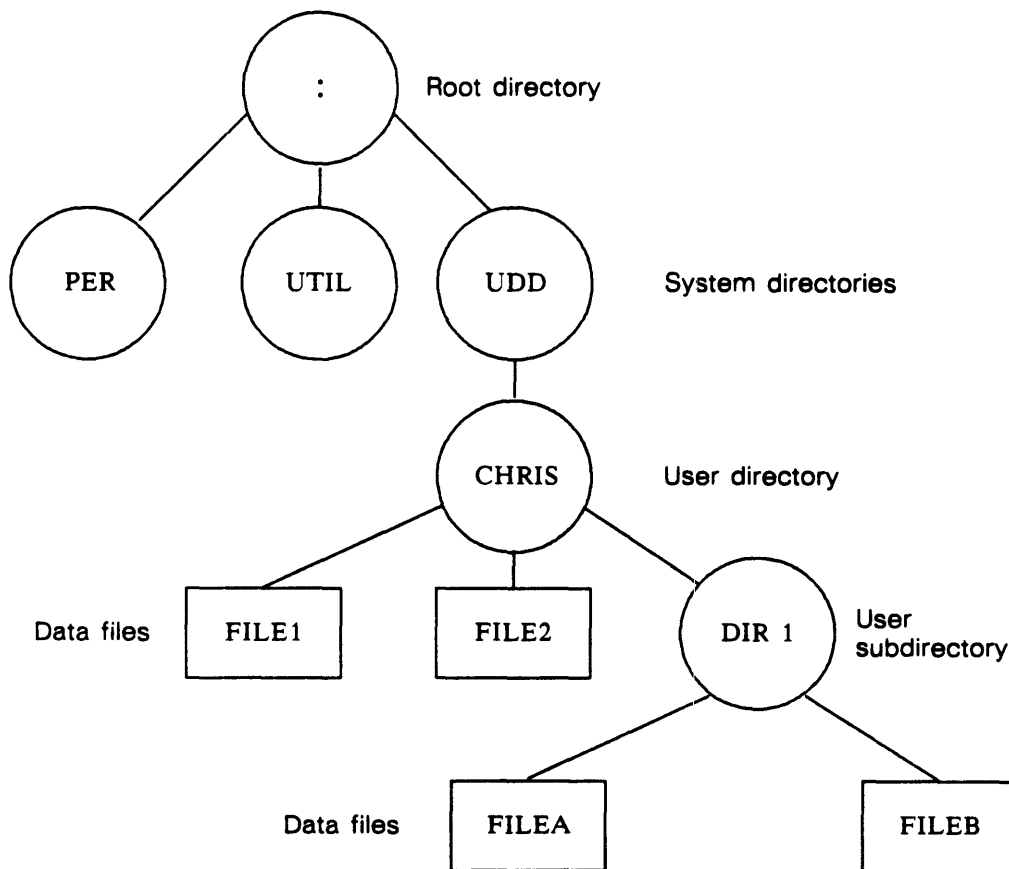 :
Root directory
PER
UTIL
UDD
System directories
CHRIS
User directory
Data files
FILE1
FILE2
DIR 1
User
subdirectory
Data files
FILEA
FILEB